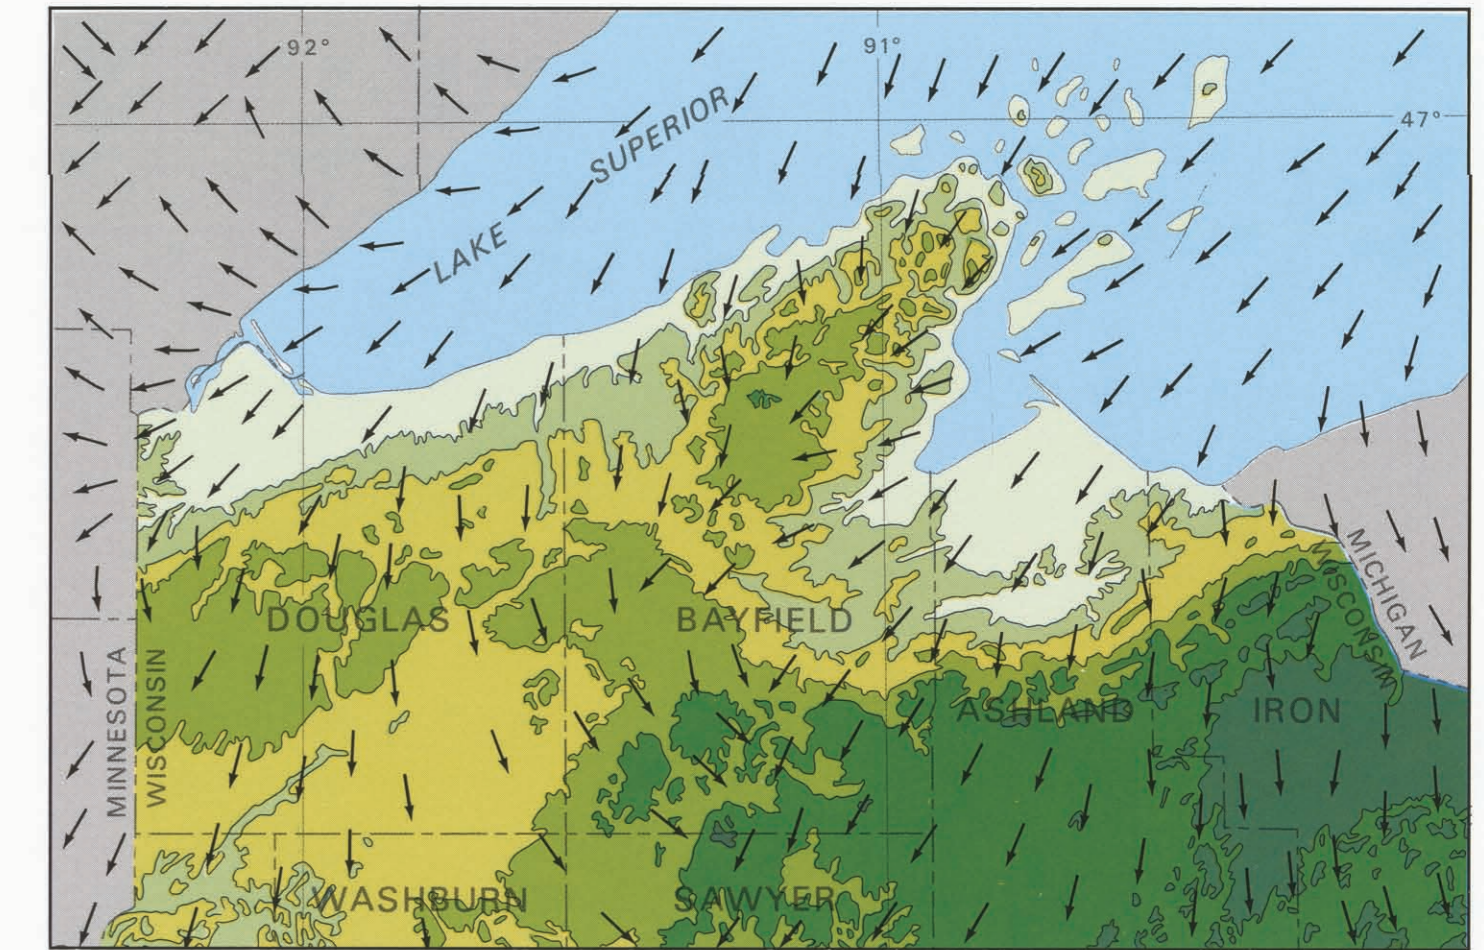 92°
91°
47°
LAKE SUPERIOR
MICHIGAN
WISCONSIN
DOUGLAS
BAYFIELD
MINNESOTA
WISCONSIN
ASHLAND
IRON
WASHBURN
SAWYER